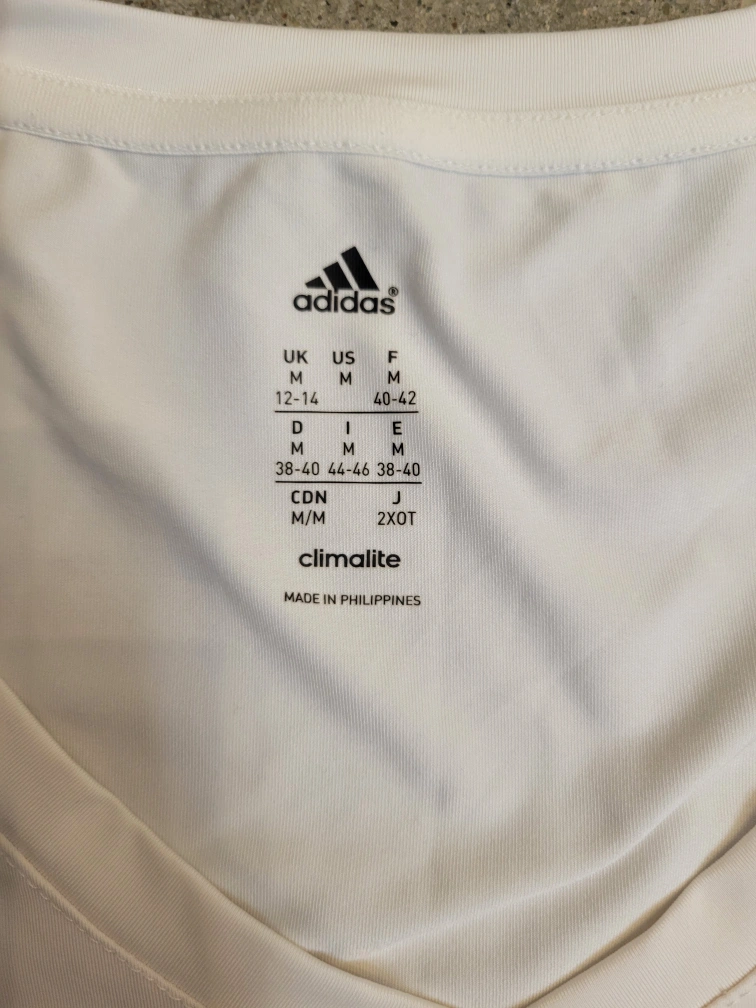 adidas®
UK US F
M M M
12-14 40-42
D I E
M M M
38-40 44-46 38-40
CDN J
M/M 2XOT
climalite
MADE IN PHILIPPINES